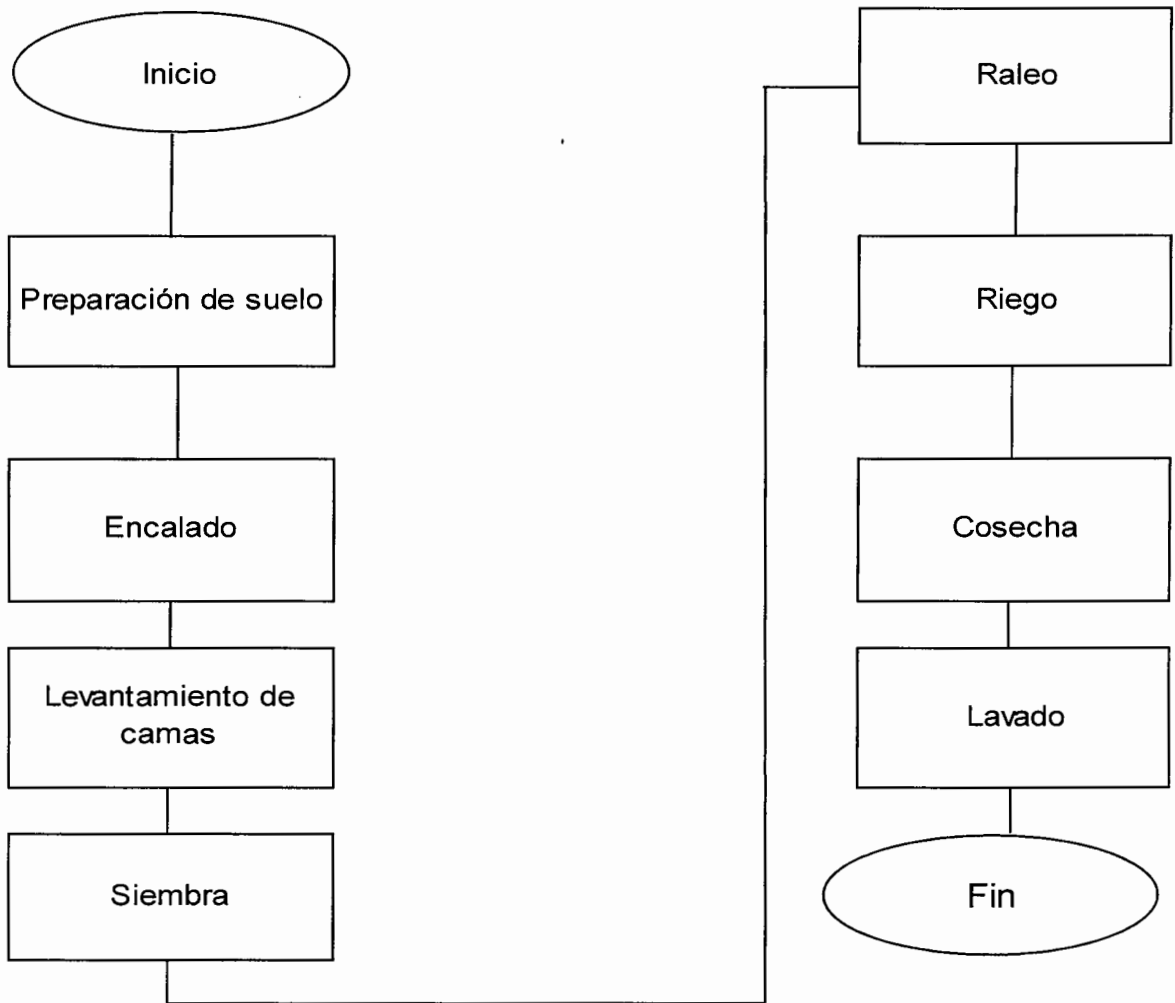 Inicio
Preparación de suelo
Encalado
Levantamiento de
camas
Siembra
Raleo
Riego
Cosecha
Lavado
Fin